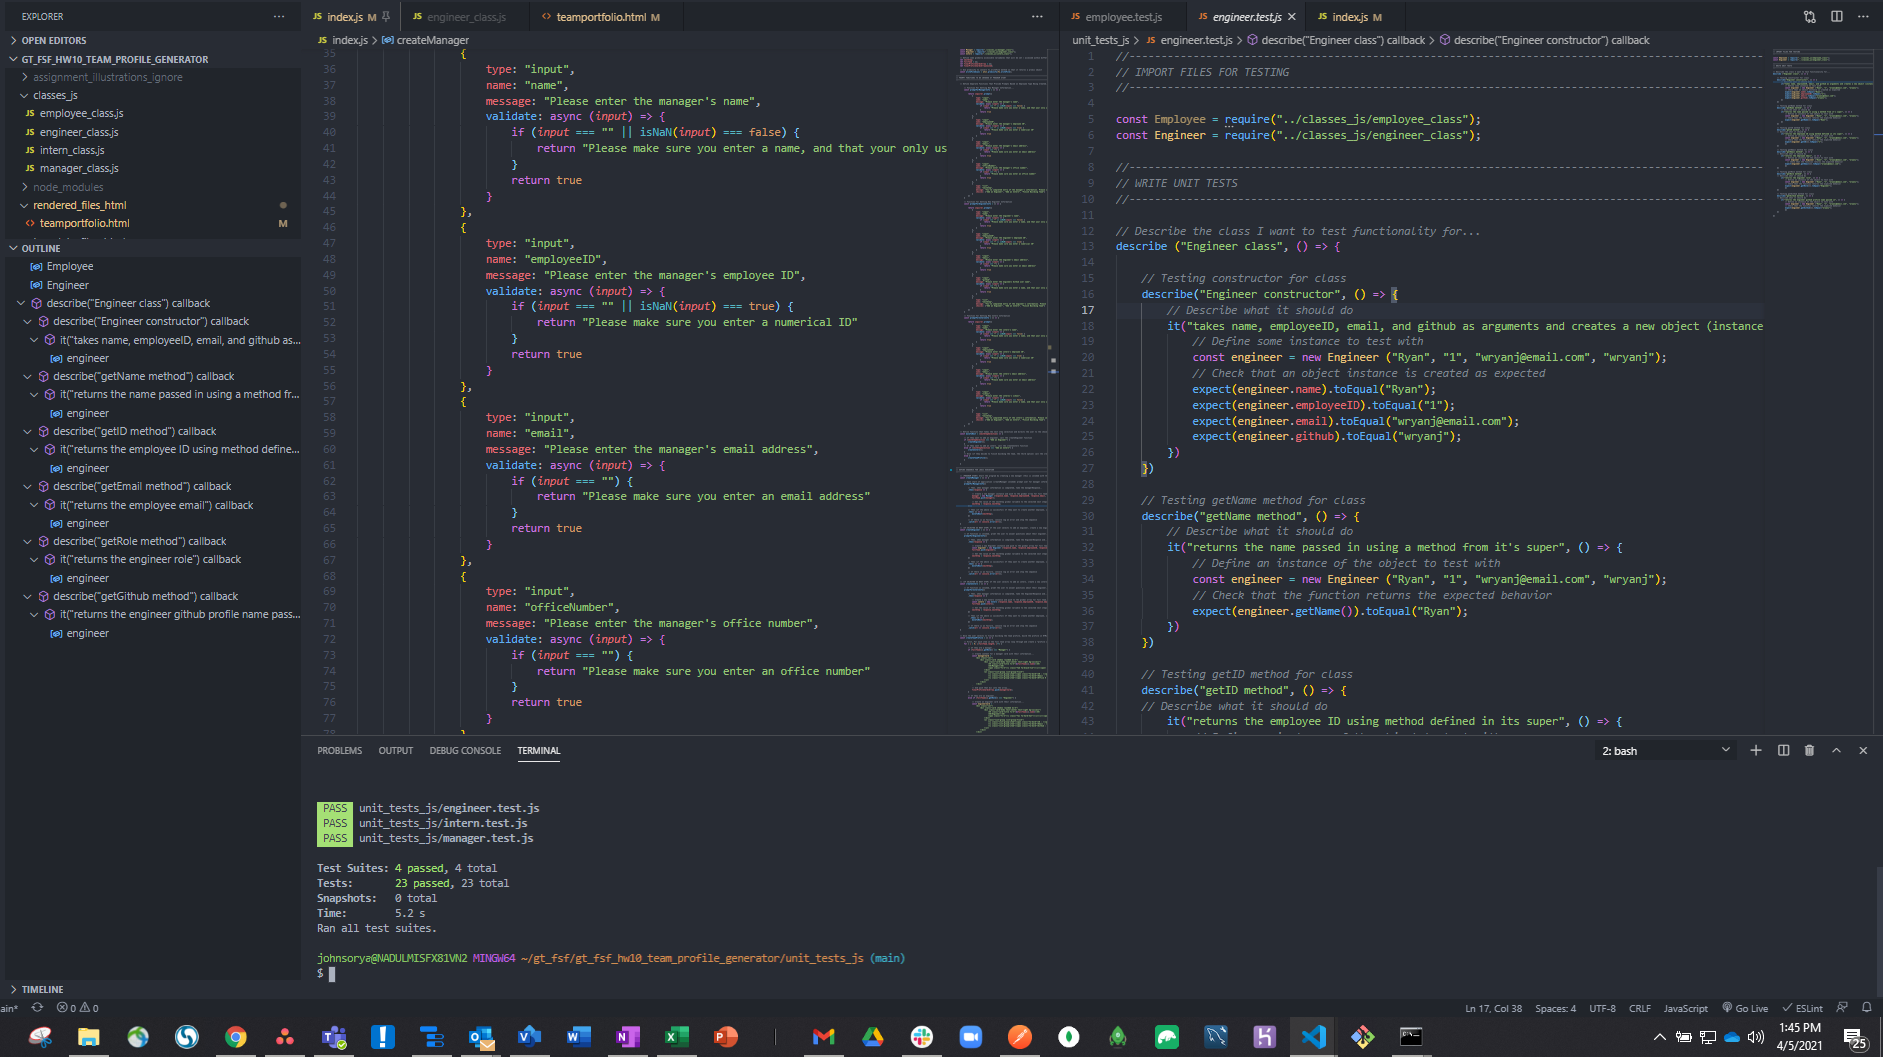 EXPLORER
OPEN EDITORS
GT_FSF_HW10_TEAM_PROFILE_GENERATOR
assignment_illustrations_ignore
classes_js
JS employee_class.js
JS engineer_class.js
JS intern_class.js
JS manager_class.js
node_modules
rendered_files_html
<> teamportfolio.html M
OUTLINE
Employee
Engineer
describe("Engineer class") callback
describe("Engineer constructor") callback
it("takes name, employeeID, email, and github as...
engineer
describe("getName method") callback
it("returns the name passed in using a method fr...
engineer
describe("getID method") callback
it("returns the employee ID using method define...
engineer
describe("getEmail method") callback
it("returns the employee email") callback
engineer
describe("getRole method") callback
it("returns the engineer role") callback
engineer
describe("getGithub method") callback
it("returns the engineer github profile name pass...
engineer
TIMELINE
JS index.js M
JS engineer_class.js
<> teamportfolio.html M
JS index.js > createManager
35 {
36 type: "input",
37 name: "name",
38 message: "Please enter the manager's name",
39 validate: async (input) => {
40 if (input === "" || isNaN(input) === false) {
41 return "Please make sure you enter a name, and that your only us
42 }
43 return true
44 }
45 },
46 {
47 type: "input",
48 name: "employeeID",
49 message: "Please enter the manager's employee ID",
50 validate: async (input) => {
51 if (input === "" || isNaN(input) === true) {
52 return "Please make sure you enter a numerical ID"
53 }
54 return true
55 }
56 },
57 {
58 type: "input",
59 name: "email",
60 message: "Please enter the manager's email address",
61 validate: async (input) => {
62 if (input === "") {
63 return "Please make sure you enter an email address"
64 }
65 return true
66 }
67 },
68 {
69 type: "input",
70 name: "officeNumber",
71 message: "Please enter the manager's office number",
72 validate: async (input) => {
73 if (input === "") {
74 return "Please make sure you enter an office number"
75 }
76 return true
77 }
78 }
JS employee.test.js
JS engineer.test.js
JS index.js M
unit_tests_js > JS engineer.test.js > describe("Engineer class") callback > describe("Engineer constructor") callback
1 //----------------------------------------------------------------------
2 // IMPORT FILES FOR TESTING
3 //----------------------------------------------------------------------
4
5 const Employee = require("../classes_js/employee_class");
6 const Engineer = require("../classes_js/engineer_class");
7
8 //----------------------------------------------------------------------
9 // WRITE UNIT TESTS
10 //----------------------------------------------------------------------
11
12 // Describe the class I want to test functionality for...
13 describe ("Engineer class", () => {
14
15 // Testing constructor for class
16 describe("Engineer constructor", () => {
17 // Describe what it should do
18 it("takes name, employeeID, email, and github as arguments and creates a new object (instance
19 // Define some instance to test with
20 const engineer = new Engineer ("Ryan", "1", "wryanj@email.com", "wryanj");
21 // Check that an object instance is created as expected
22 expect(engineer.name).toEqual("Ryan");
23 expect(engineer.employeeID).toEqual("1");
24 expect(engineer.email).toEqual("wryanj@email.com");
25 expect(engineer.github).toEqual("wryanj");
26 })
27 })
28
29 // Testing getName method for class
30 describe("getName method", () => {
31 // Describe what it should do
32 it("returns the name passed in using a method from it's super", () => {
33 // Define an instance of the object to test with
34 const engineer = new Engineer ("Ryan", "1", "wryanj@email.com", "wryanj");
35 // Check that the function returns the expected behavior
36 expect(engineer.getName()).toEqual("Ryan");
37 })
38 })
39
40 // Testing getID method for class
41 describe("getID method", () => {
42 // Describe what it should do
43 it("returns the employee ID using method defined in its super", () => {
PROBLEMS OUTPUT DEBUG CONSOLE TERMINAL
2: bash
PASS unit_tests_js/engineer.test.js
PASS unit_tests_js/intern.test.js
PASS unit_tests_js/manager.test.js
Test Suites: 4 passed, 4 total
Tests: 23 passed, 23 total
Snapshots: 0 total
Time: 5.2 s
Ran all test suites.
johnsorya@NADULMISFX81VN2 MINGW64 ~/gt_fsf/gt_fsf_hw10_team_profile_generator/unit_tests_js (main)
$
ain* 0 0
Ln 17, Col 38 Spaces: 4 UTF-8 CRLF JavaScript Go Live ESLint
1:45 PM
4/5/2021
25